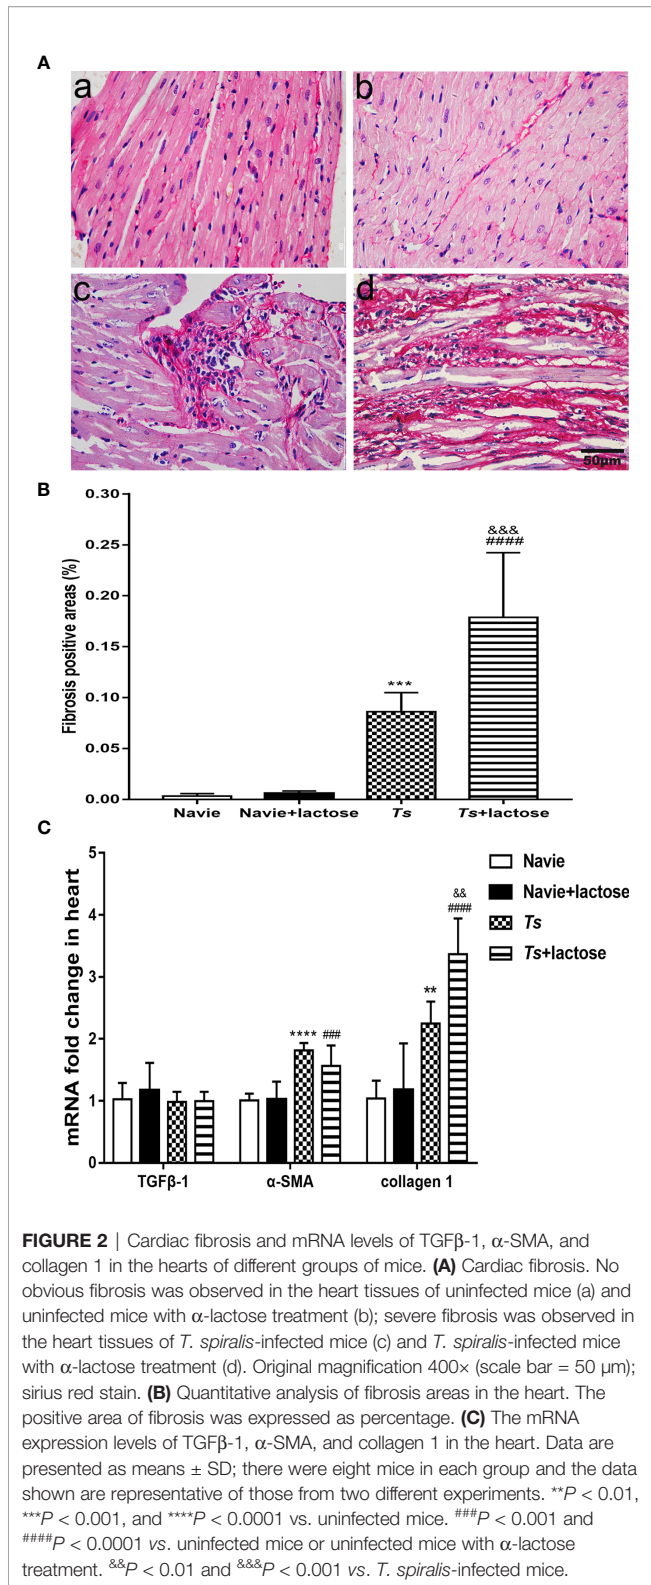 A
a
b
c
d
50μm
B
0.30
0.25
0.20
0.15
0.10
0.05
0.00
Fibrosis positive areas (%)
***
&&&
####
Navie
Navie+lactose
Ts
Ts+lactose
C
5
4
3
2
1
0
mRNA fold change in heart
****
###
**
&&
####
TGFβ-1
α-SMA
collagen 1
Navie
Navie+lactose
Ts
Ts+lactose
FIGURE 2 | Cardiac fibrosis and mRNA levels of TGFβ-1, α-SMA, and
collagen 1 in the hearts of different groups of mice. (A) Cardiac fibrosis. No
obvious fibrosis was observed in the heart tissues of uninfected mice (a) and
uninfected mice with α-lactose treatment (b); severe fibrosis was observed in
the heart tissues of T. spiralis-infected mice (c) and T. spiralis-infected mice
with α-lactose treatment (d). Original magnification 400× (scale bar = 50 μm);
sirius red stain. (B) Quantitative analysis of fibrosis areas in the heart. The
positive area of fibrosis was expressed as percentage. (C) The mRNA
expression levels of TGFβ-1, α-SMA, and collagen 1 in the heart. Data are
presented as means ± SD; there were eight mice in each group and the data
shown are representative of those from two different experiments. **P < 0.01,
***P < 0.001, and ****P < 0.0001 vs. uninfected mice. ###P < 0.001 and
####P < 0.0001 vs. uninfected mice or uninfected mice with α-lactose
treatment. &&P < 0.01 and &&&P < 0.001 vs. T. spiralis-infected mice.